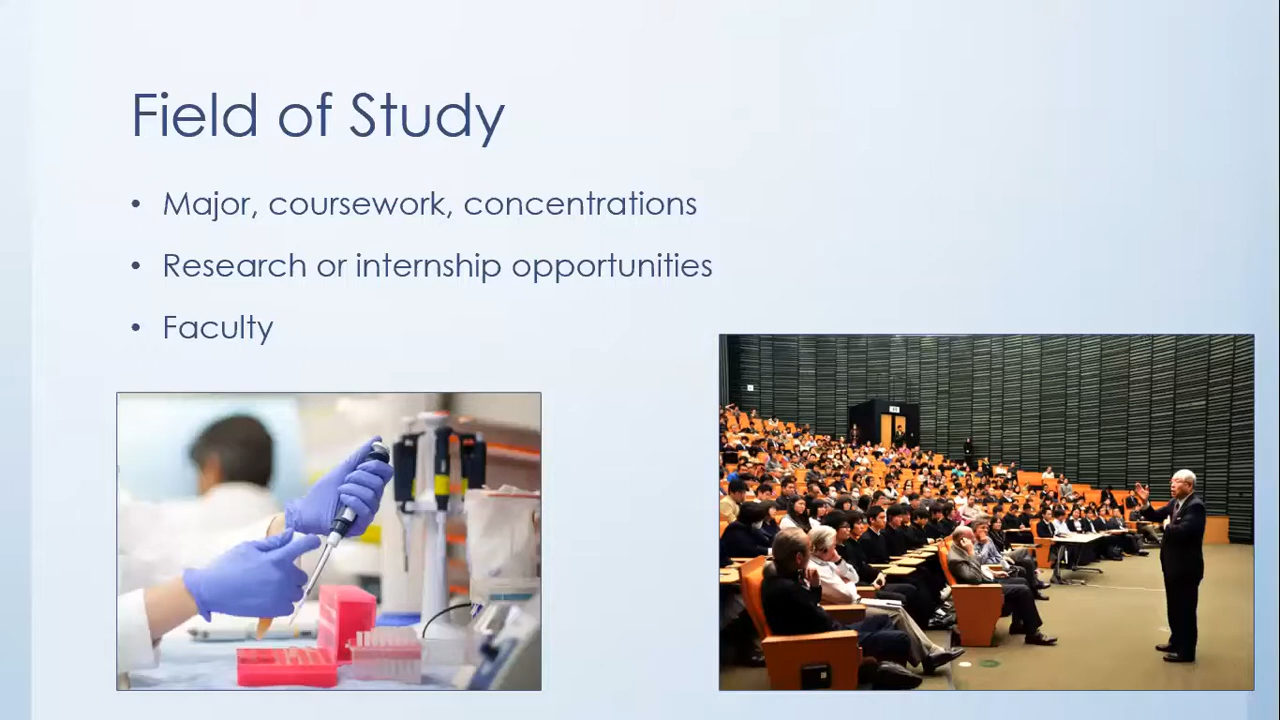 Field of Study
• Major, coursework, concentrations
• Research or internship opportunities
• Faculty